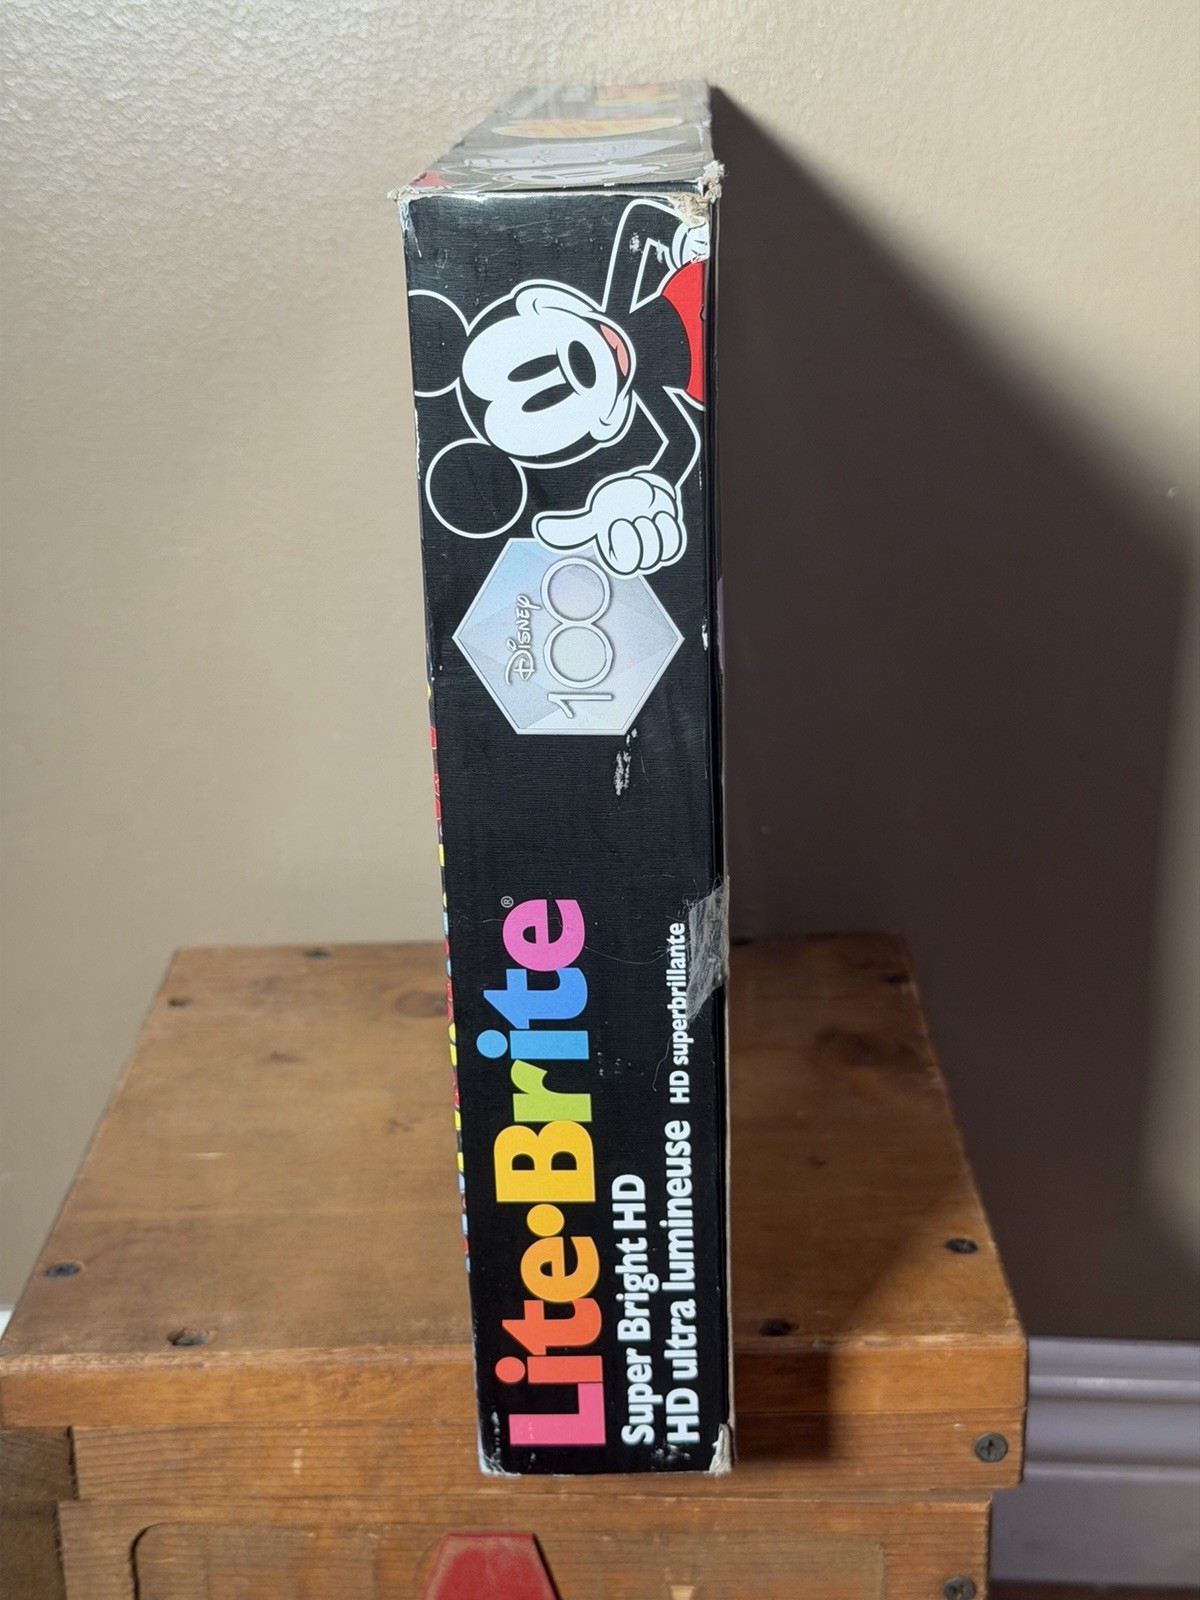 Disney
100
Lite•Brite®
Super Bright HD
HD ultra lumineuse HD superbrillante